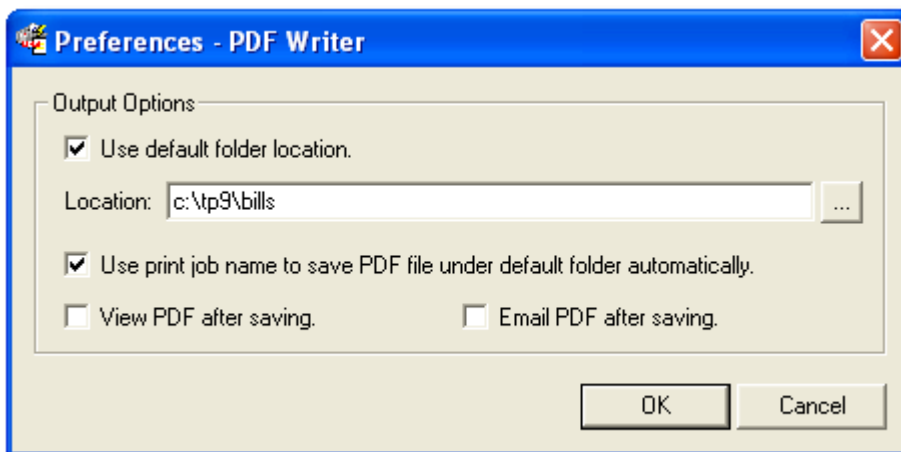 Preferences - PDF Writer
Output Options
Use default folder location.
Location: c:\tp9\bills ...
Use print job name to save PDF file under default folder automatically.
View PDF after saving. Email PDF after saving.
OK Cancel